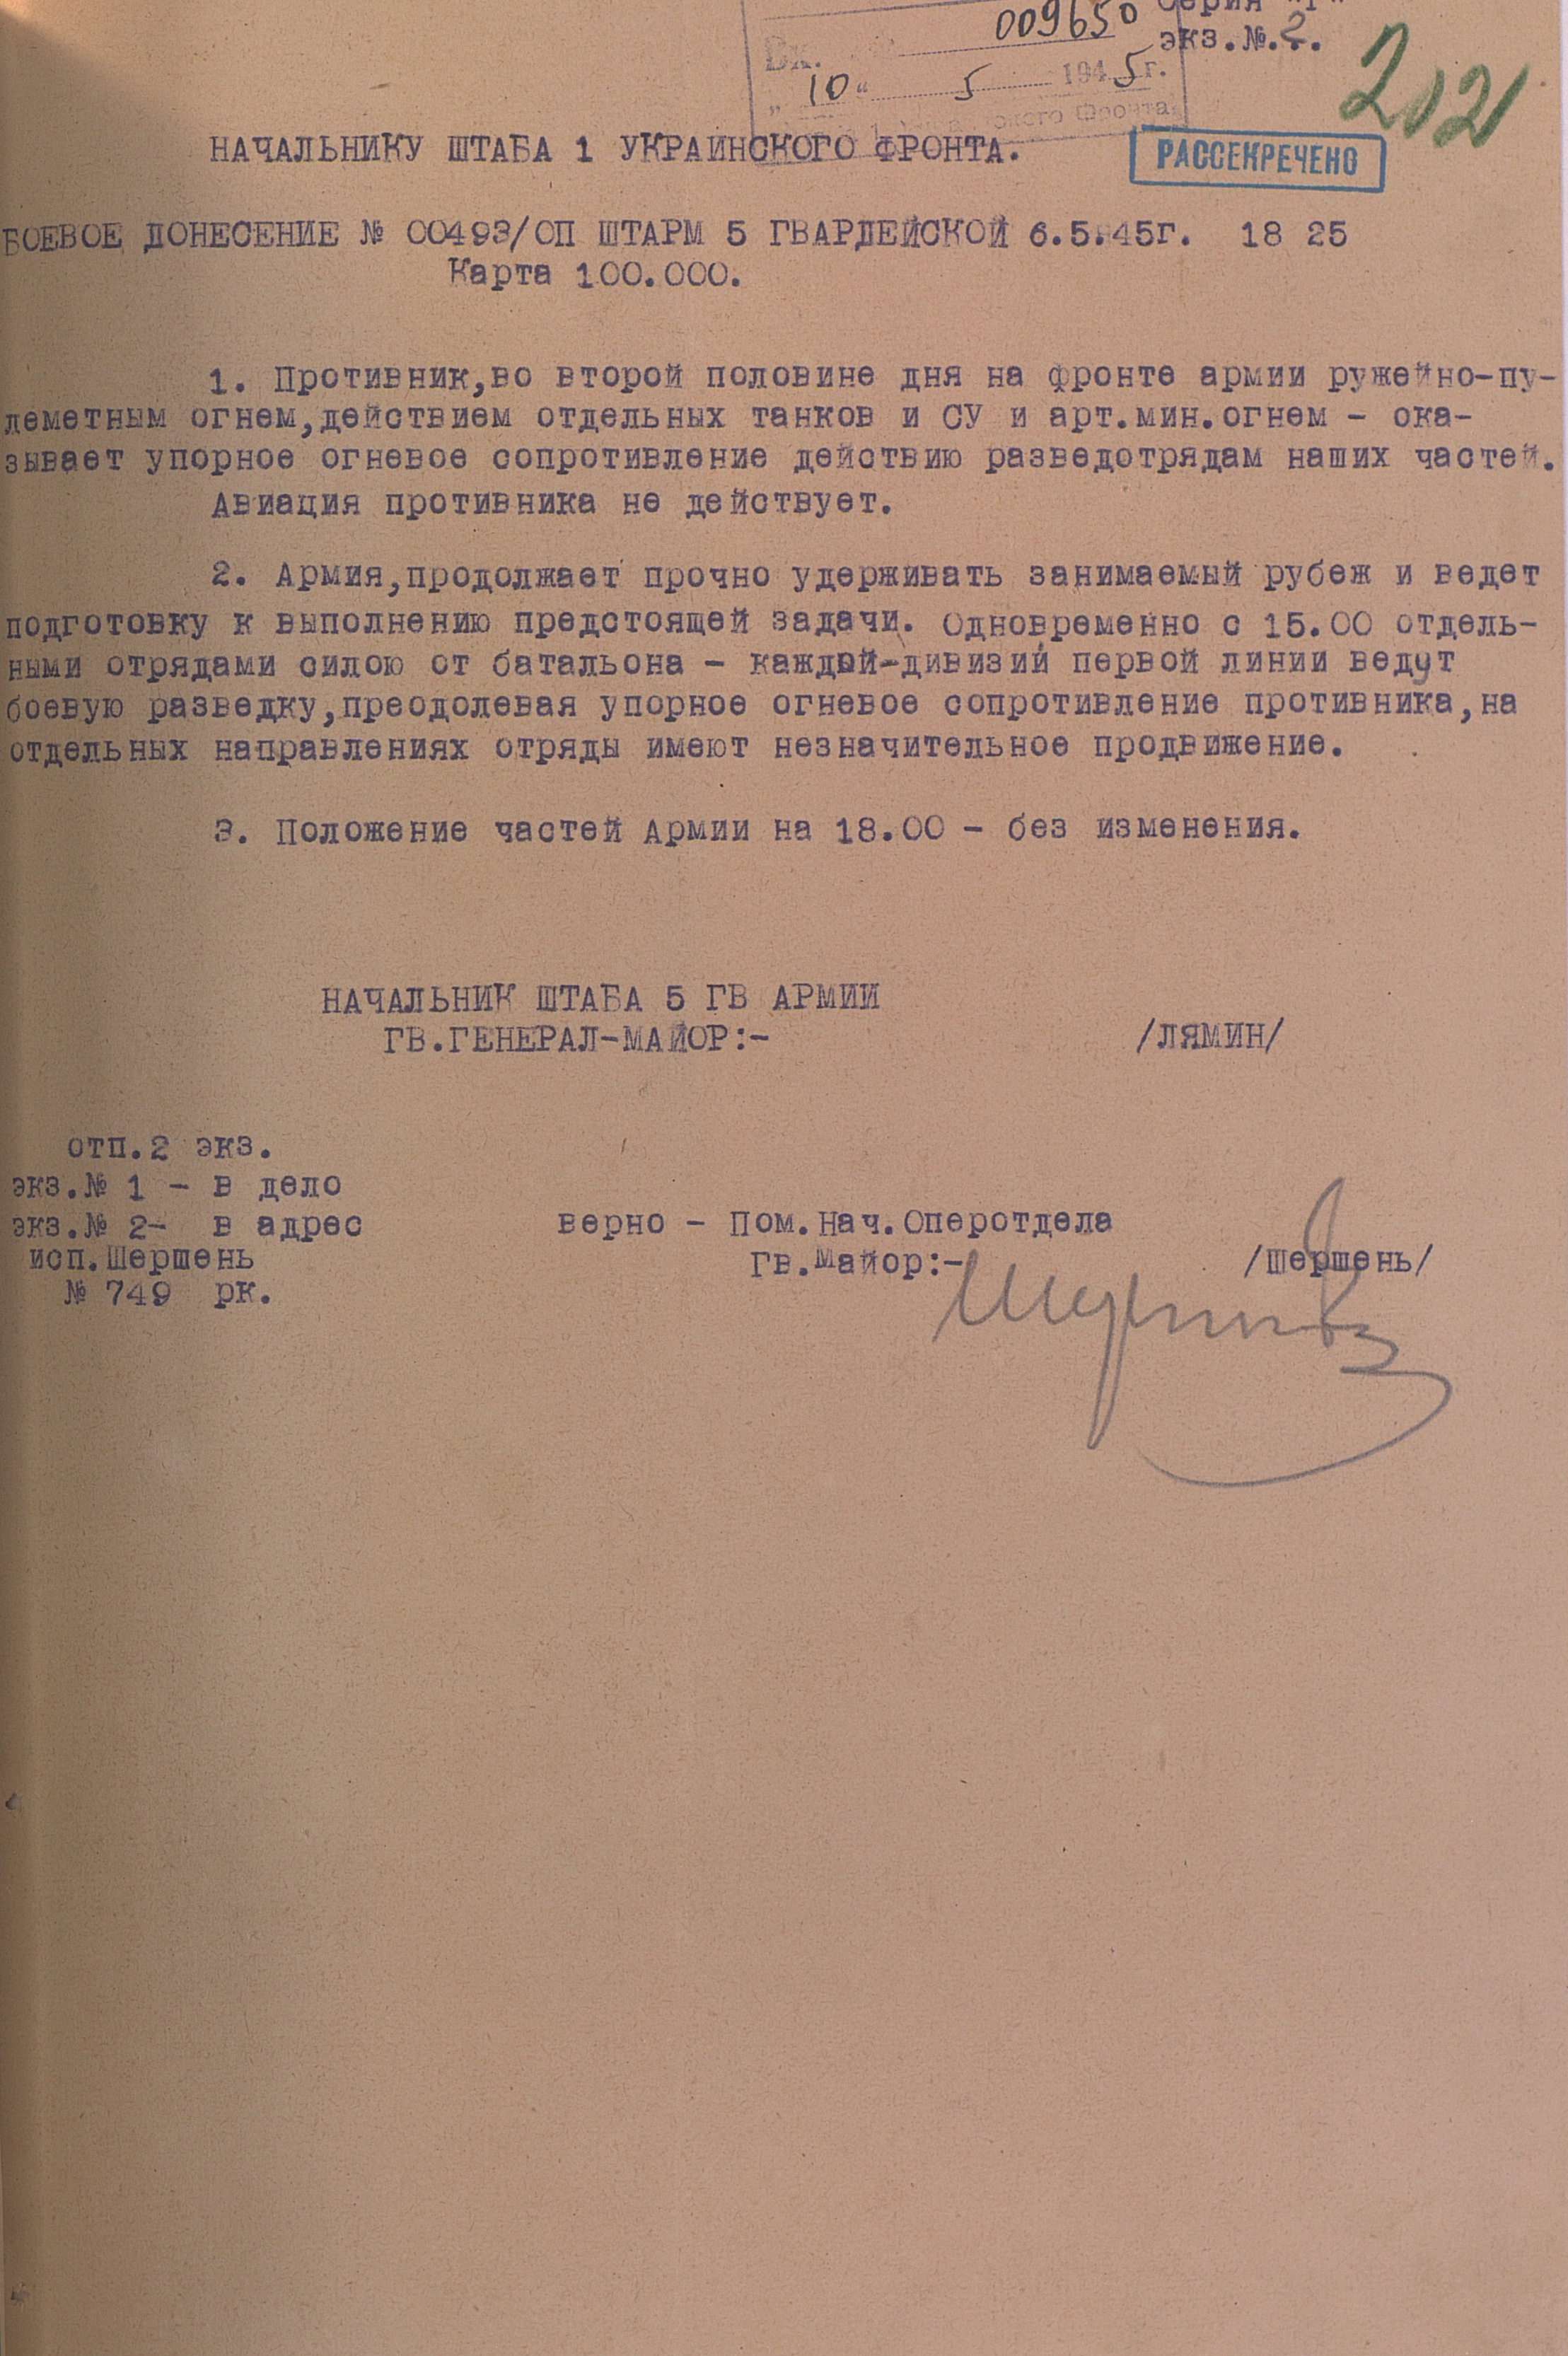 009650 Серия "Г"
Вх. экз.№.2.
"10" 5 1945г.
202
ского Фронта
НАЧАЛЬНИКУ ШТАБА 1 УКРАИНСКОГО ФРОНТА.
РАССЕКРЕЧЕНО
БОЕВОЕ ДОНЕСЕНИЕ № 00493/ОП ШТАРМ 5 ГВАРДЕЙСКОЙ 6.5.45г. 18 25
Карта 100.000.
1. Противник,во второй половине дня на фронте армии ружейно-пу-
леметным огнем,действием отдельных танков и СУ и арт.мин.огнем - ока-
зывает упорное огневое сопротивление действию разведотрядам наших частей.
Авиация противника не действует.
2. Армия,продолжает прочно удерживать занимаемый рубеж и ведет
подготовку к выполнению предстоящей задачи. Одновременно с 15.00 отдель-
ными отрядами силою от батальона - каждой-дивизий первой линии ведут
боевую разведку,преодолевая упорное огневое сопротивление противника,на
отдельных направлениях отряды имеют незначительное продвижение.
3. Положение частей Армии на 18.00 - без изменения.
НАЧАЛЬНИК ШТАБА 5 ГВ АРМИИ
ГВ.ГЕНЕРАЛ-МАЙОР:- /ЛЯМИН/
отп.2 экз.
экз.№ 1 - в дело
экз.№ 2- в адрес верно - Пом.Нач.Оперотдела
исп.Шершень Гв.Майор:- /Шершень/
№ 749 рк.